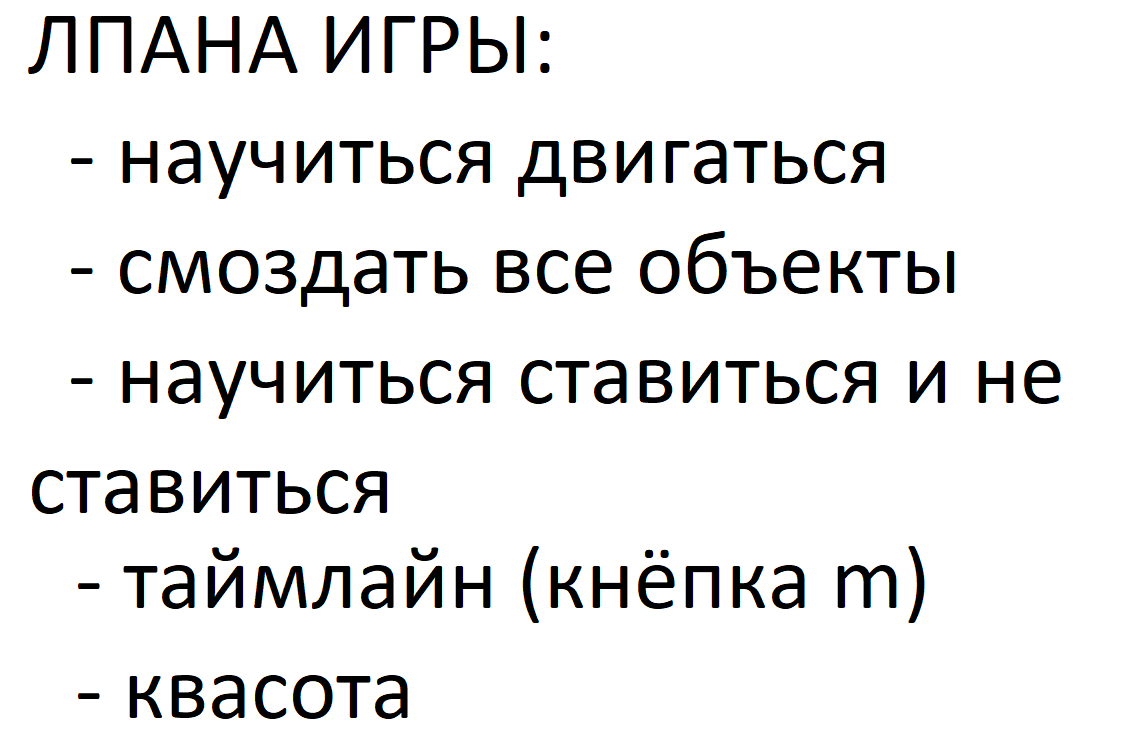 ЛПАНА ИГРЫ:
- научиться двигаться
- смоздать все объекты
- научиться ставиться и не
ставиться
- таймлайн (кнёпка m)
- квасота